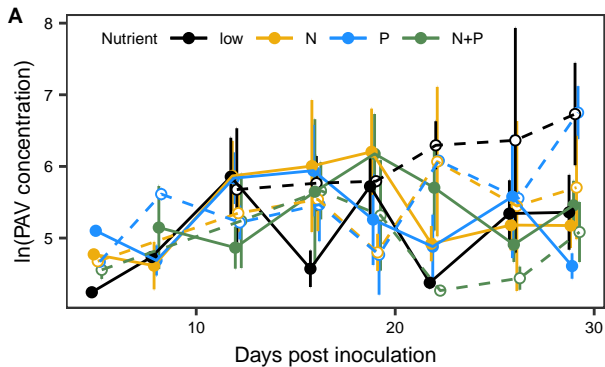 A
Nutrient low N P N+P
8
7
6
5
ln(PAV concentration)
10 20 30
Days post inoculation